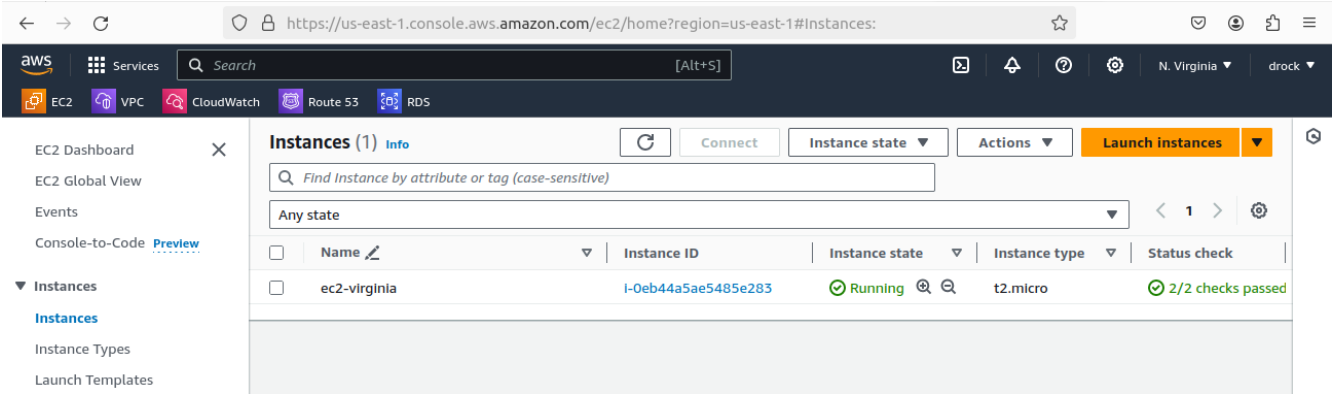 https://us-east-1.console.aws.amazon.com/ec2/home?region=us-east-1#Instances:
aws Services Search [Alt+S] N. Virginia drock
EC2 VPC CloudWatch Route 53 RDS
EC2 Dashboard
EC2 Global View
Events
Console-to-Code Preview
Instances
Instances
Instance Types
Launch Templates
Instances (1) Info Connect Instance state Actions Launch instances
Find Instance by attribute or tag (case-sensitive)
Any state 1
Name Instance ID Instance state Instance type Status check
ec2-virginia i-0eb44a5ae5485e283 Running t2.micro 2/2 checks passed